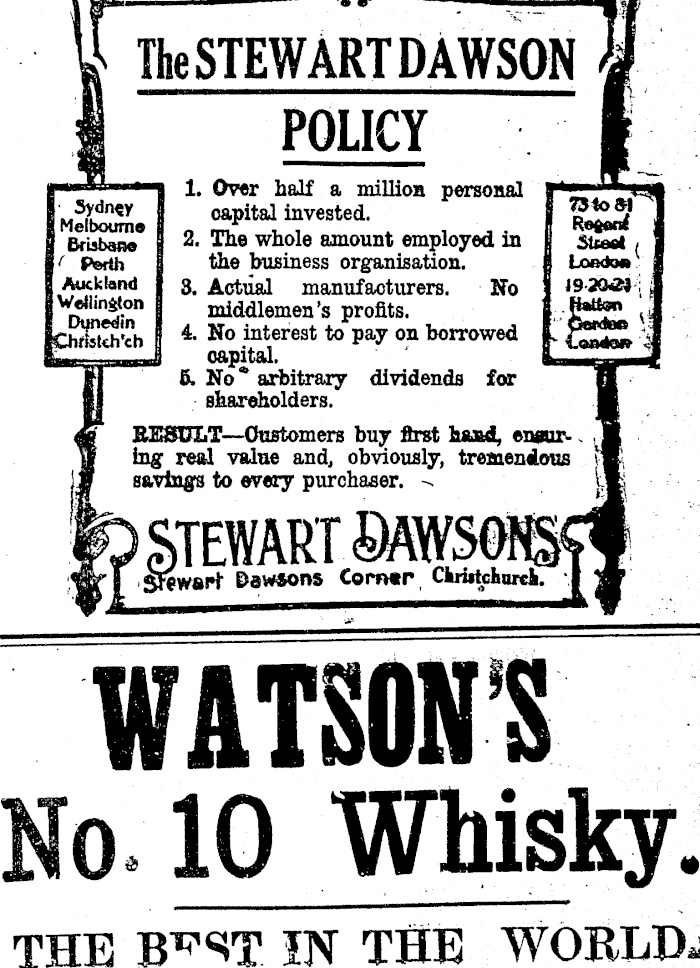 The STEWART DAWSON
POLICY
Sydney
Melbourne
Brisbane
Perth
Auckland
Wellington
Dunedin
Christch'ch
1. Over half a million personal
capital invested.
2. The whole amount employed in
the business organisation.
3. Actual manufacturers. No
middlemen's profits.
4. No interest to pay on borrowed
capital.
5. No arbitrary dividends for
shareholders.
73 to 81
Regent
Street
London
19-20-21
Hatton
Garden
London
RESULT—Customers buy first hand, ensur-
ing real value and, obviously, tremendous
savings to every purchaser.
STEWART DAWSONS
Stewart Dawsons Corner Christchurch.
WATSON'S
No. 10 Whisky.
THE BEST IN THE WORLD.